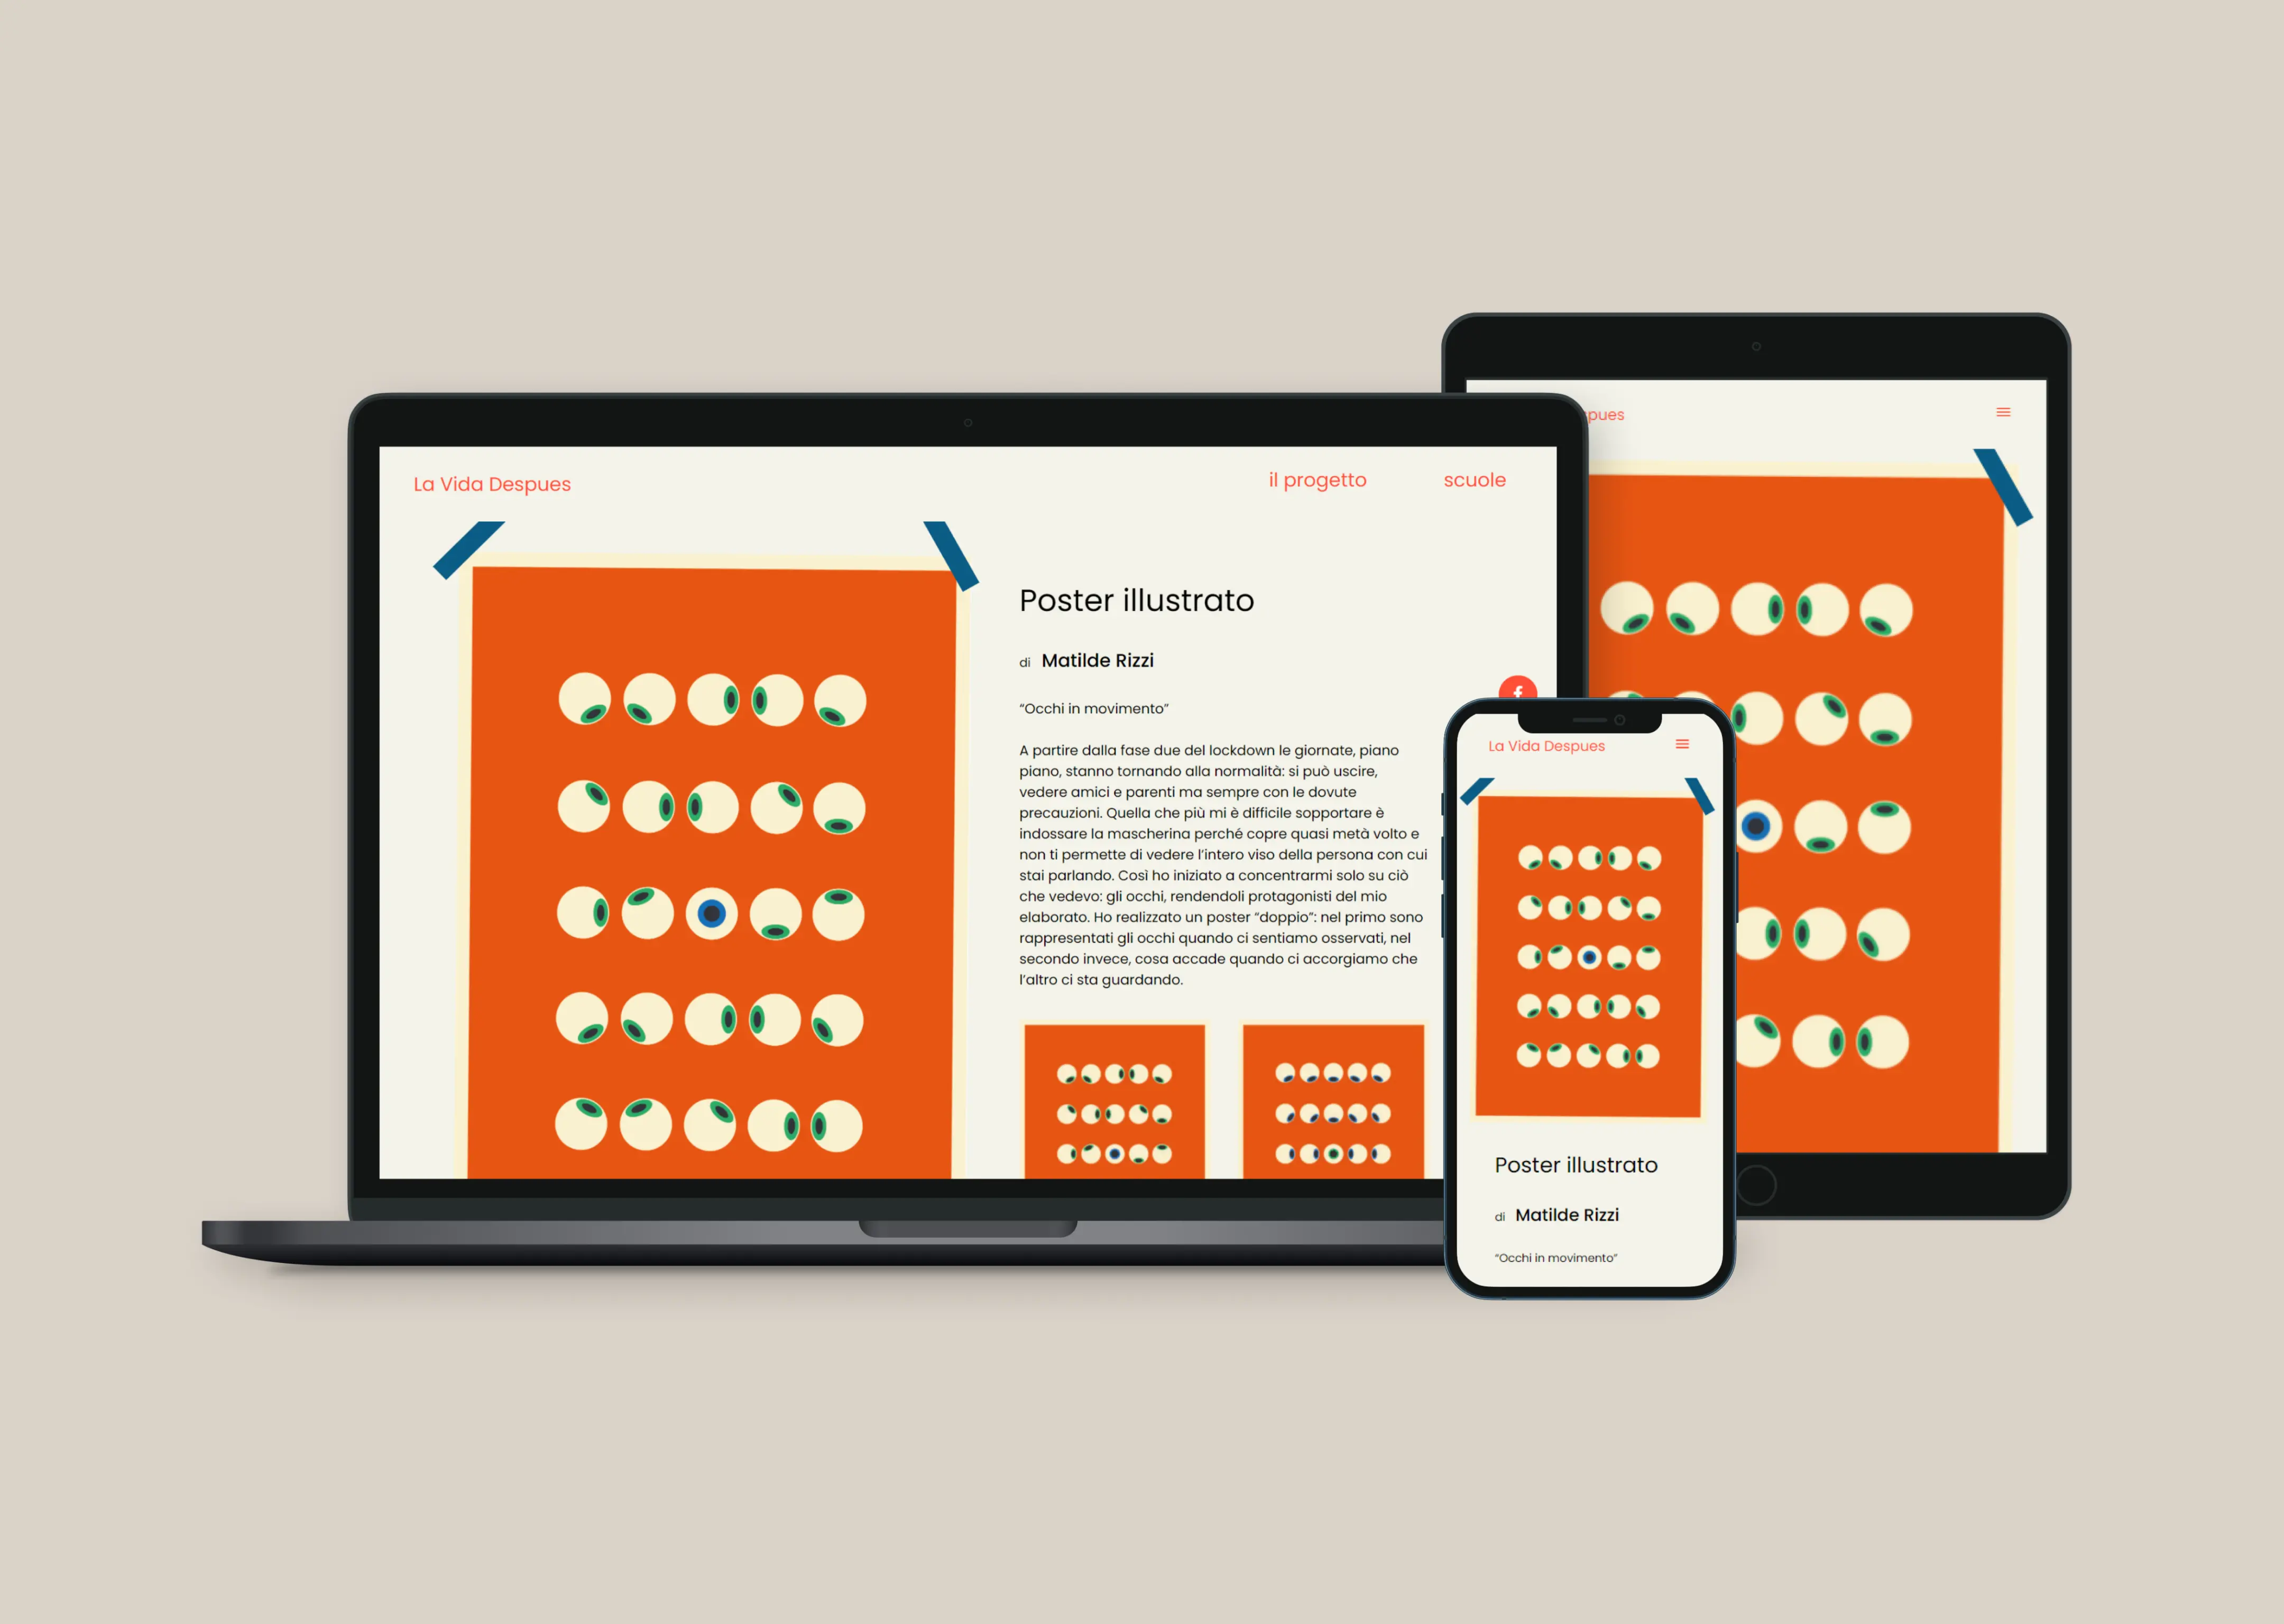 La Vida Despues
il progetto
scuole
Poster illustrato
di Matilde Rizzi
“Occhi in movimento”
A partire dalla fase due del lockdown le giornate, piano
piano, stanno tornando alla normalità: si può uscire,
vedere amici e parenti ma sempre con le dovute
precauzioni. Quella che più mi è difficile sopportare è
indossare la mascherina perché copre quasi metà volto e
non ti permette di vedere l’intero viso della persona con cui
stai parlando. Così ho iniziato a concentrarmi solo su ciò
che vedevo: gli occhi, rendendoli protagonisti del mio
elaborato. Ho realizzato un poster “doppio”: nel primo sono
rappresentati gli occhi quando ci sentiamo osservati, nel
secondo invece, cosa accade quando ci accorgiamo che
l’altro ci sta guardando.
spues
La Vida Despues
Poster illustrato
di Matilde Rizzi
“Occhi in movimento”